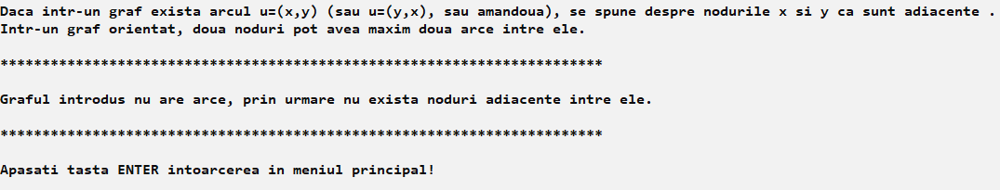 Daca intr-un graf exista arcul u=(x,y) (sau u=(y,x), sau amandoua), se spune despre nodurile x si y ca sunt adiacente .
Intr-un graf orientat, doua noduri pot avea maxim doua arce intre ele.
************************************************************************
Graful introdus nu are arce, prin urmare nu exista noduri adiacente intre ele.
************************************************************************
Apasati tasta ENTER intoarcerea in meniul principal!